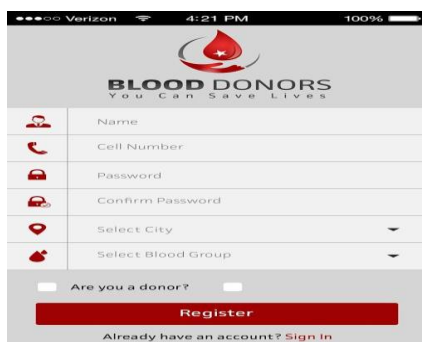 Verizon 4:21 PM 100%
BLOOD DONORS
You Can Save Lives
Name
Cell Number
Password
Confirm Password
Select City
Select Blood Group
Are you a donor?
Register
Already have an account? Sign In